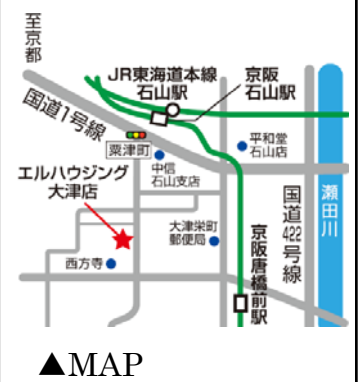 至京都
JR東海道本線
石山駅
京阪
石山駅
国道1号線
粟津町
平和堂
石山店
中信
石山支店
エルハウジング
大津店
大津栄町
郵便局
西方寺
京阪唐橋前駅
国道422号線
瀬田川
▲MAP